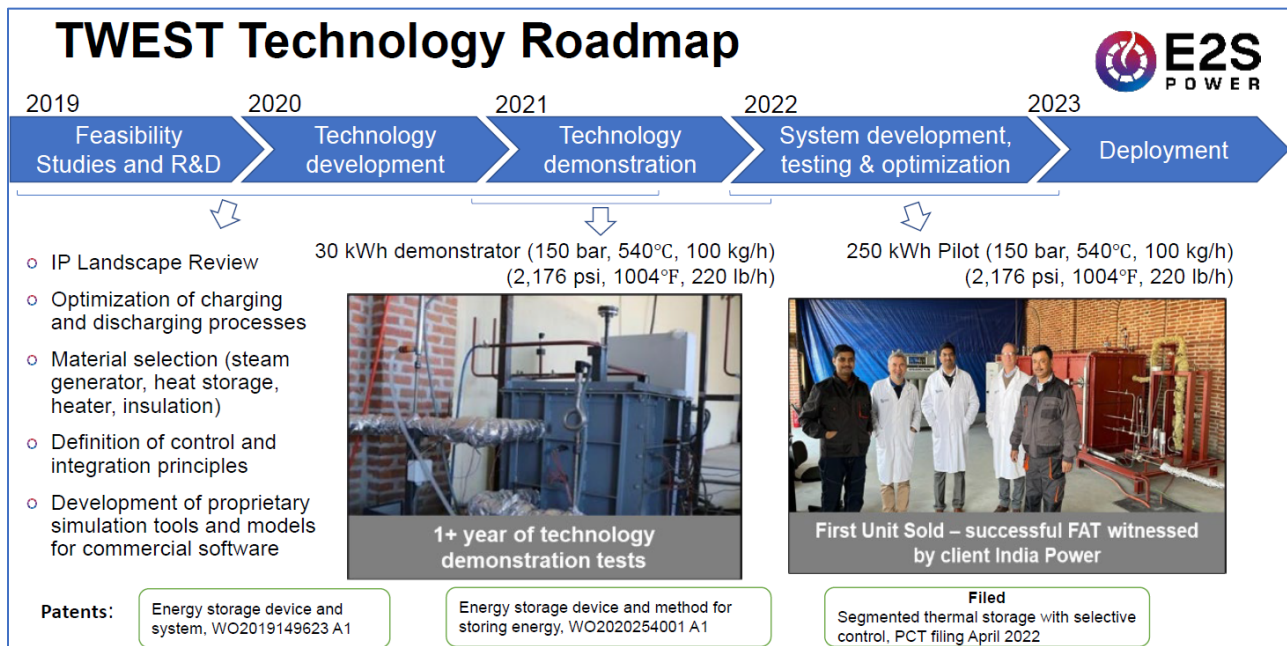 TWEST Technology Roadmap
E2S
POWER
2019
2020
2021
2022
2023
Feasibility
Studies and R&D
Technology
development
Technology
demonstration
System development,
testing & optimization
Deployment
IP Landscape Review
Optimization of charging
and discharging processes
Material selection (steam
generator, heat storage,
heater, insulation)
Definition of control and
integration principles
Development of proprietary
simulation tools and models
for commercial software
30 kWh demonstrator (150 bar, 540°C, 100 kg/h)
(2,176 psi, 1004°F, 220 lb/h)
1+ year of technology
demonstration tests
250 kWh Pilot (150 bar, 540°C, 100 kg/h)
(2,176 psi, 1004°F, 220 lb/h)
First Unit Sold – successful FAT witnessed
by client India Power
Patents:
Energy storage device and
system, WO2019149623 A1
Energy storage device and method for
storing energy, WO2020254001 A1
Filed
Segmented thermal storage with selective
control, PCT filing April 2022